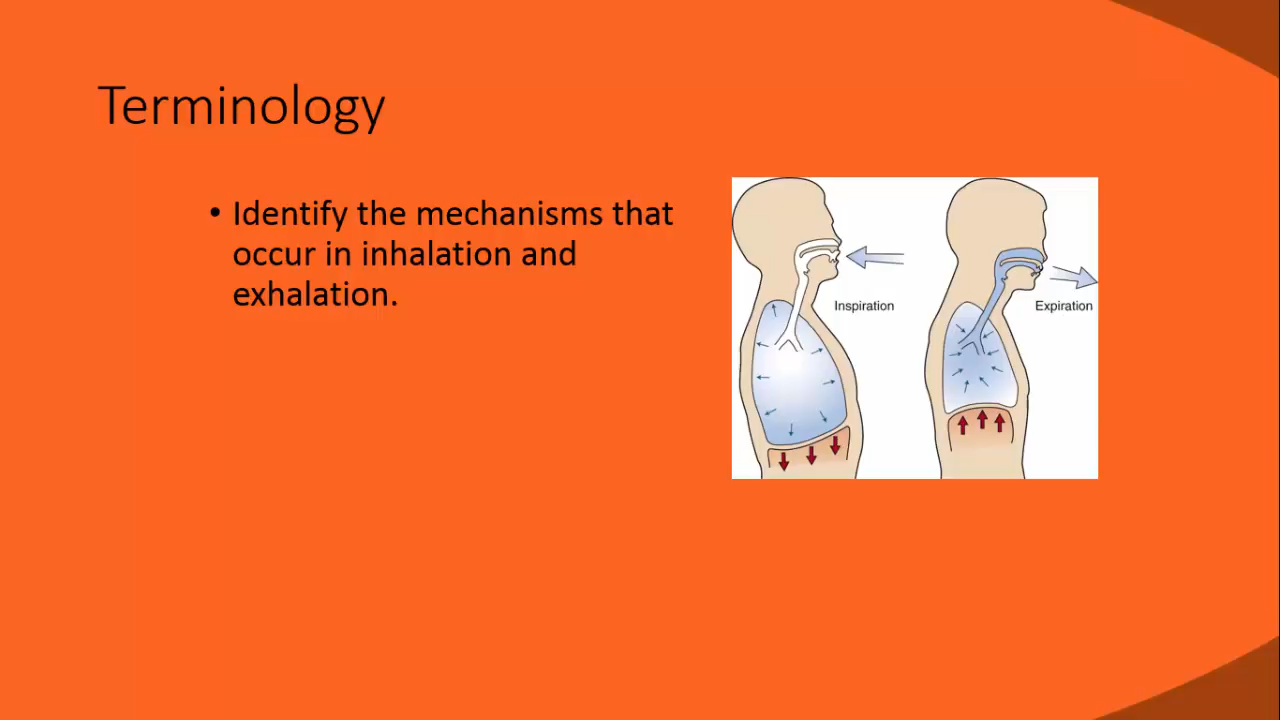 Terminology
• Identify the mechanisms that
occur in inhalation and
exhalation.
Inspiration
Expiration